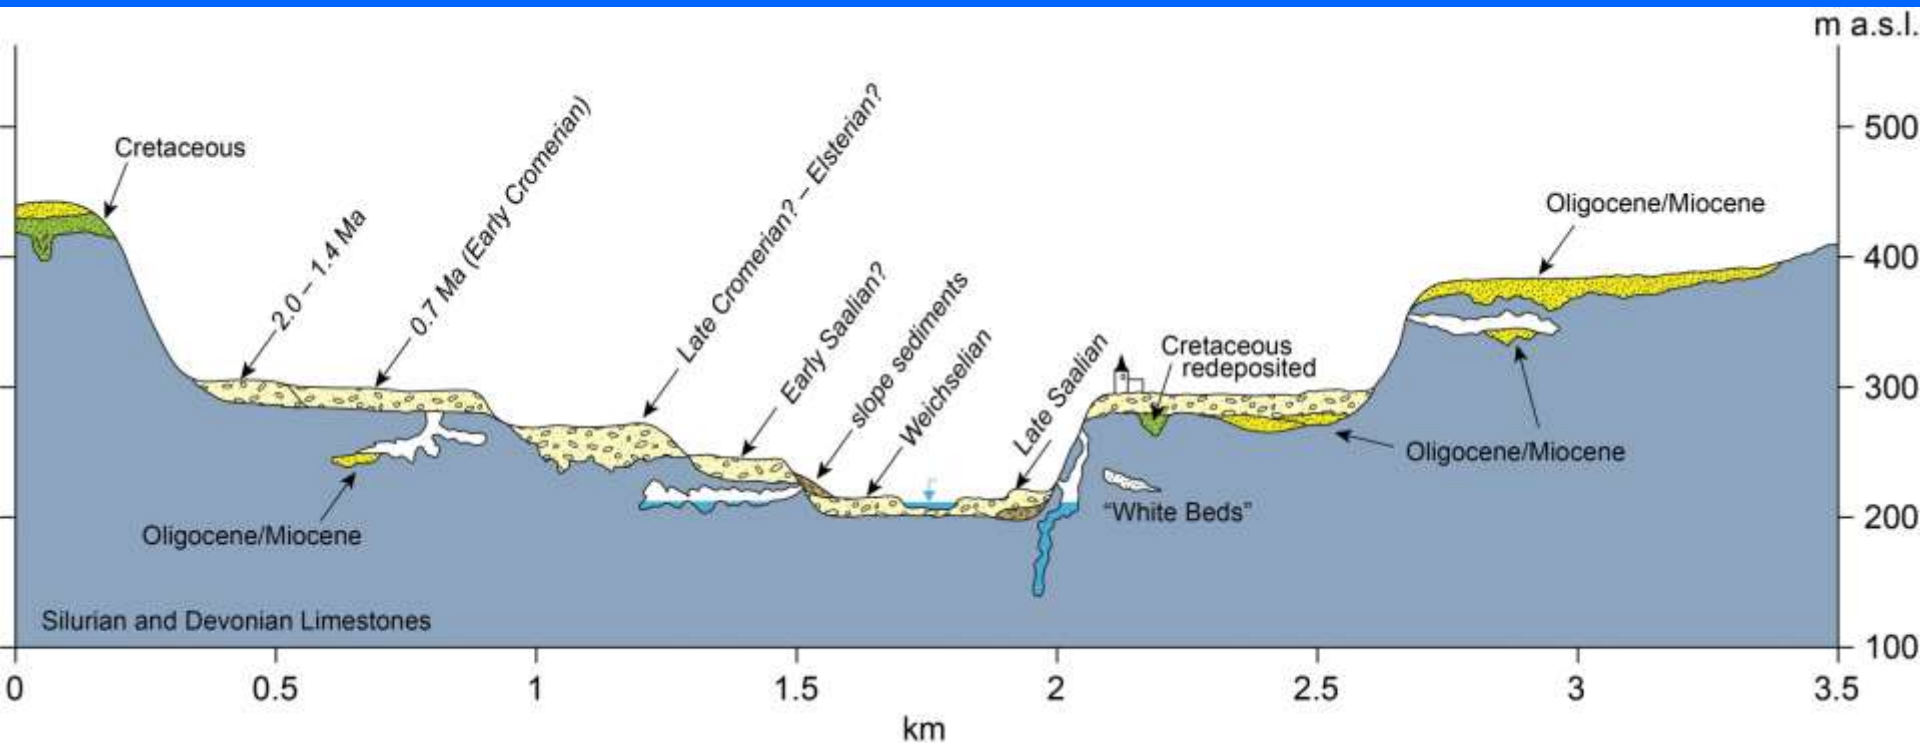 m a.s.l.
500
Cretaceous
2.0 – 1.4 Ma
0.7 Ma (Early Cromerian)
Late Cromerian? – Elsterian?
Early Saalian?
slope sediments
Weichselian
Late Saalian
Cretaceous
redeposited
Oligocene/Miocene
400
300
Oligocene/Miocene
Oligocene/Miocene
"White Beds"
200
Silurian and Devonian Limestones
100
0 0.5 1 1.5 2 2.5 3 3.5
km